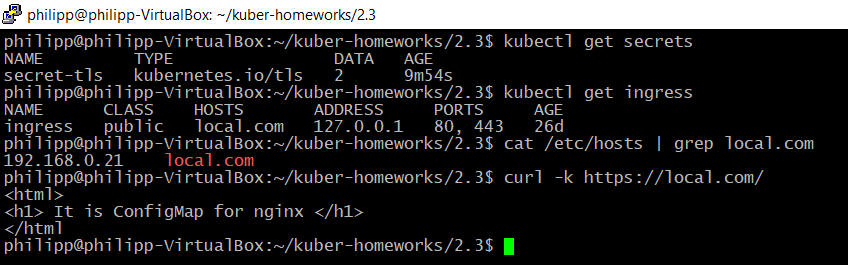 philipp@philipp-VirtualBox: ~/kuber-homeworks/2.3
philipp@philipp-VirtualBox:~/kuber-homeworks/2.3$ kubectl get secrets
NAME         TYPE                DATA   AGE
secret-tls   kubernetes.io/tls   2      9m54s
philipp@philipp-VirtualBox:~/kuber-homeworks/2.3$ kubectl get ingress
NAME      CLASS    HOSTS       ADDRESS     PORTS     AGE
ingress   public   local.com   127.0.0.1   80, 443   26d
philipp@philipp-VirtualBox:~/kuber-homeworks/2.3$ cat /etc/hosts | grep local.com
192.168.0.21    local.com
philipp@philipp-VirtualBox:~/kuber-homeworks/2.3$ curl -k https://local.com/
<html>
<h1> It is ConfigMap for nginx </h1>
</html
philipp@philipp-VirtualBox:~/kuber-homeworks/2.3$